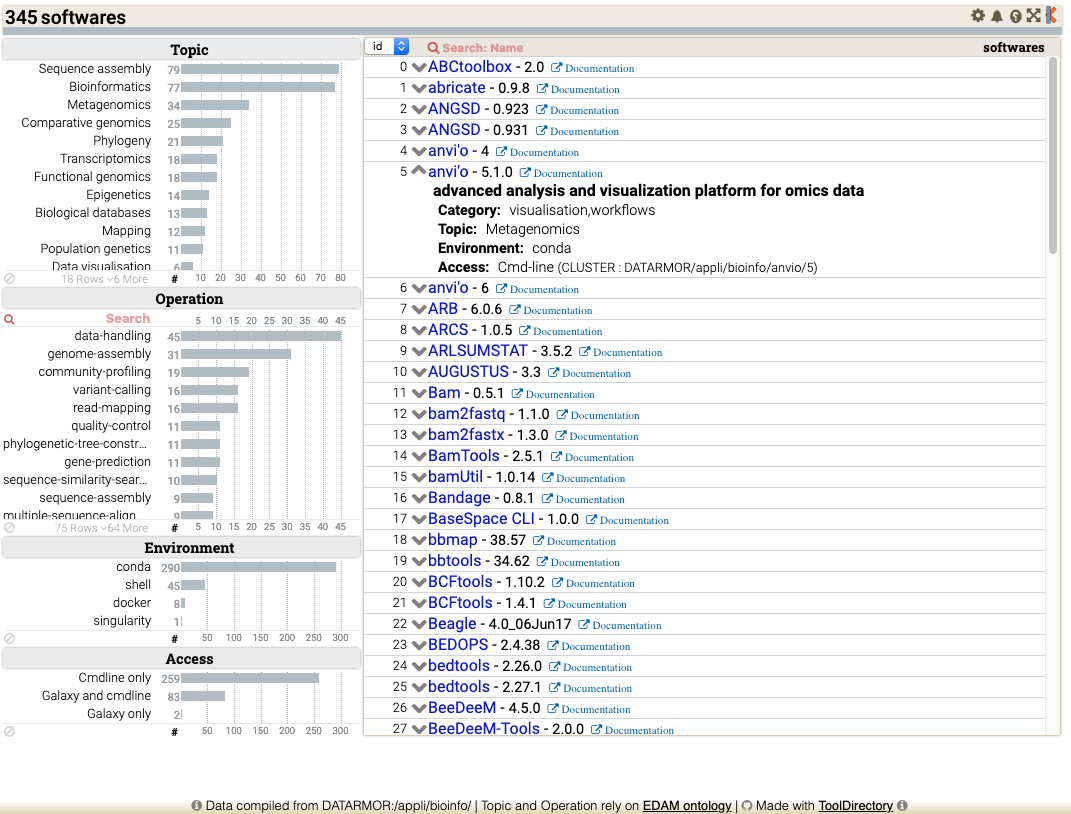 345 softwares
Topic
Sequence assembly 79
Bioinformatics 77
Metagenomics 34
Comparative genomics 25
Phylogeny 21
Transcriptomics 18
Functional genomics 18
Epigenetics 14
Biological databases 13
Mapping 12
Population genetics 11
Data visualisation 6
18 Rows 6 More # 10 20 30 40 50 60 70 80
Operation
Search 5 10 15 20 25 30 35 40 45
data-handling 45
genome-assembly 31
community-profiling 19
variant-calling 16
read-mapping 16
quality-control 11
phylogenetic-tree-constr... 11
gene-prediction 11
sequence-similarity-sear... 10
sequence-assembly 9
multiple-sequence-align 9
75 Rows 64 More # 5 10 15 20 25 30 35 40 45
Environment
conda 290
shell 45
docker 8
singularity 1
# 50 100 150 200 250 300
Access
Cmdline only 259
Galaxy and cmdline 83
Galaxy only 2
# 50 100 150 200 250 300
id Search: Name softwares
0 ABCtoolbox - 2.0 Documentation
1 abricate - 0.9.8 Documentation
2 ANGSD - 0.923 Documentation
3 ANGSD - 0.931 Documentation
4 anvi'o - 4 Documentation
5 anvi'o - 5.1.0 Documentation
advanced analysis and visualization platform for omics data
Category: visualisation,workflows
Topic: Metagenomics
Environment: conda
Access: Cmd-line (CLUSTER : DATARMOR/appli/bioinfo/anvio/5)
6 anvi'o - 6 Documentation
7 ARB - 6.0.6 Documentation
8 ARCS - 1.0.5 Documentation
9 ARLSUMSTAT - 3.5.2 Documentation
10 AUGUSTUS - 3.3 Documentation
11 Bam - 0.5.1 Documentation
12 bam2fastq - 1.1.0 Documentation
13 bam2fastx - 1.3.0 Documentation
14 BamTools - 2.5.1 Documentation
15 bamUtil - 1.0.14 Documentation
16 Bandage - 0.8.1 Documentation
17 BaseSpace CLI - 1.0.0 Documentation
18 bbmap - 38.57 Documentation
19 bbtools - 34.62 Documentation
20 BCFtools - 1.10.2 Documentation
21 BCFtools - 1.4.1 Documentation
22 Beagle - 4.0_06Jun17 Documentation
23 BEDOPS - 2.4.38 Documentation
24 bedtools - 2.26.0 Documentation
25 bedtools - 2.27.1 Documentation
26 BeeDeeM - 4.5.0 Documentation
27 BeeDeeM-Tools - 2.0.0 Documentation
Data compiled from DATARMOR:/appli/bioinfo/ | Topic and Operation rely on EDAM ontology | Made with ToolDirectory